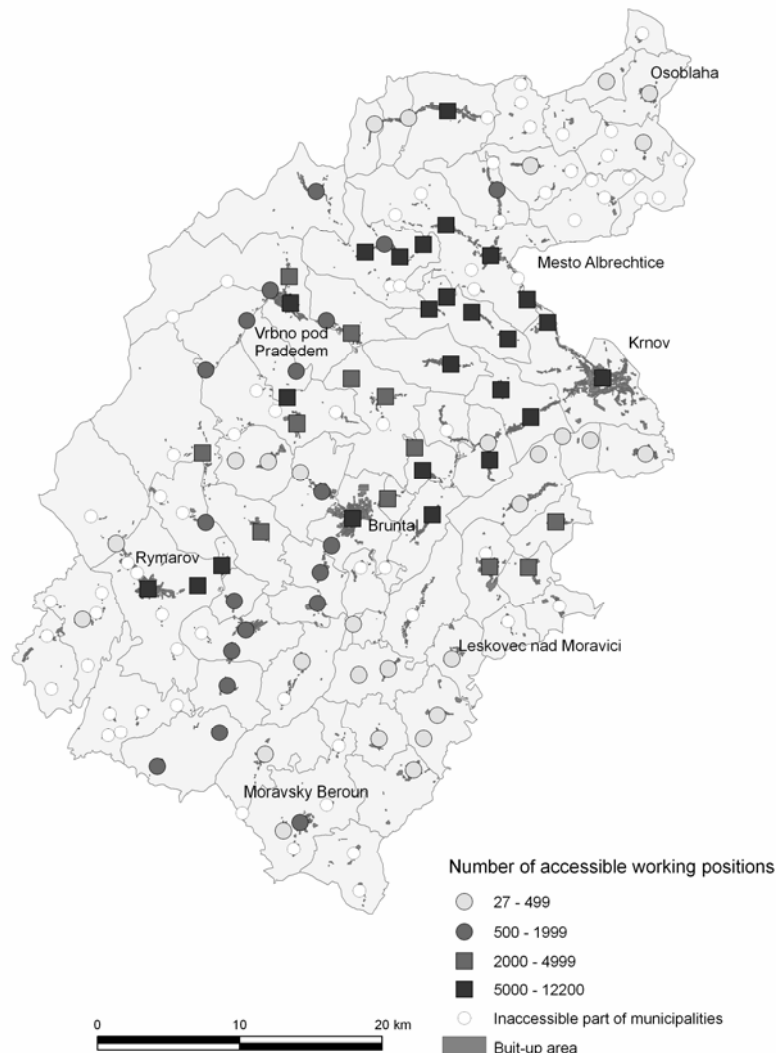 Osoblaha
Mesto Albrechtice
Krnov
Vrbno pod
Pradedem
Bruntal
Rymarov
Leskovec nad Moravici
Moravsky Beroun
Number of accessible working positions
27 - 499
500 - 1999
2000 - 4999
5000 - 12200
Inaccessible part of municipalities
Buit-up area
0 10 20 km